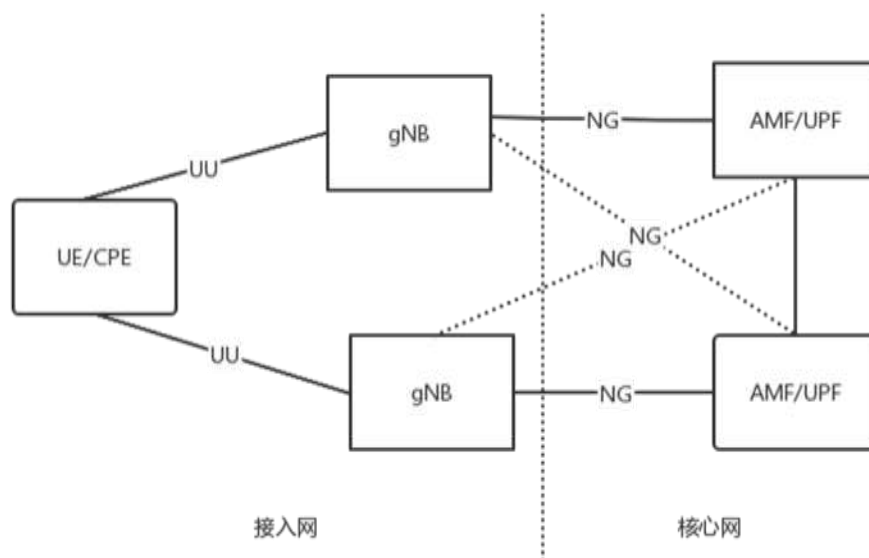 gNB
NG
AMF/UPF
UU
UE/CPE
NG
NG
UU
gNB
NG
AMF/UPF
接入网
核心网